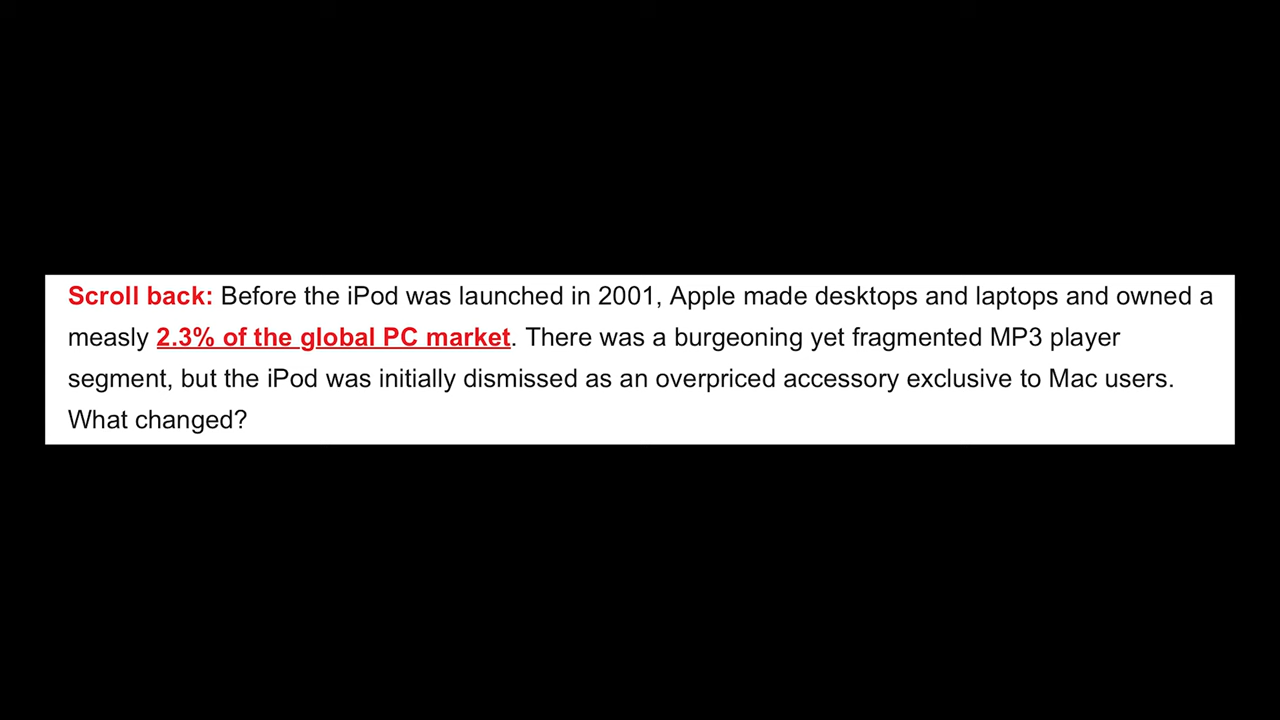 Scroll back: Before the iPod was launched in 2001, Apple made desktops and laptops and owned a
measly 2.3% of the global PC market. There was a burgeoning yet fragmented MP3 player
segment, but the iPod was initially dismissed as an overpriced accessory exclusive to Mac users.
What changed?